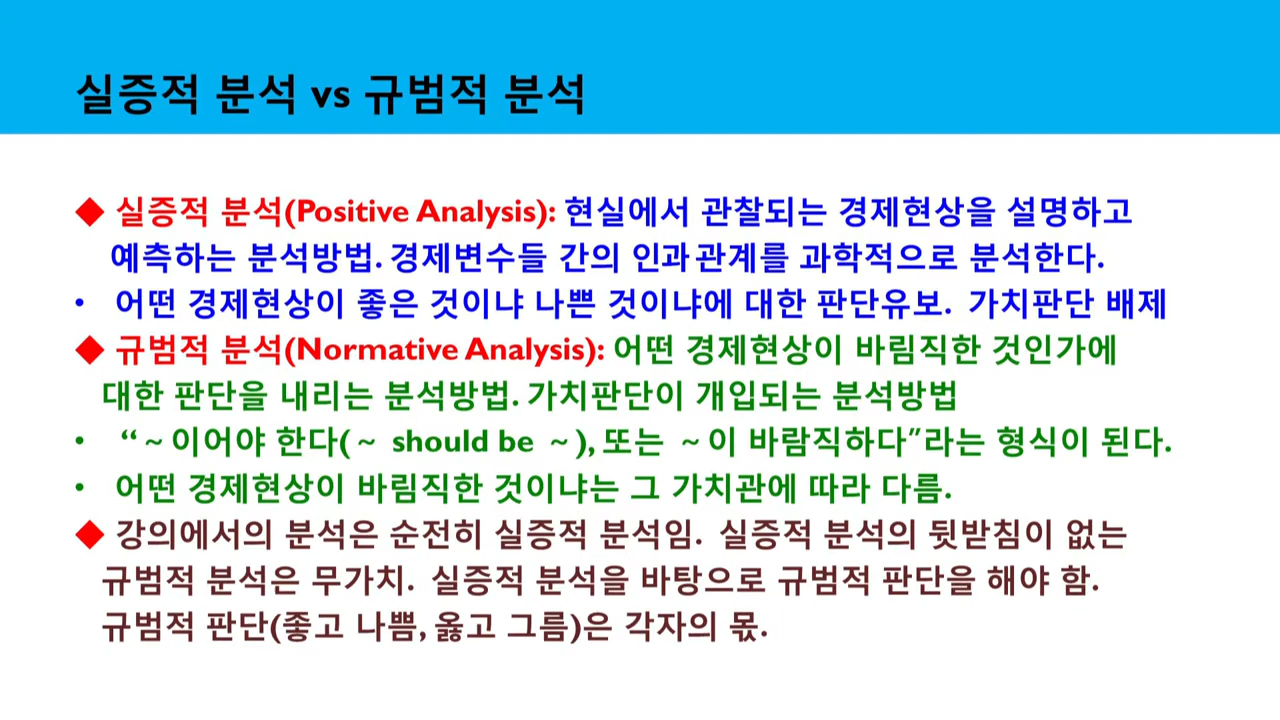 실증적 분석 vs 규범적 분석
◆ 실증적 분석(Positive Analysis): 현실에서 관찰되는 경제현상을 설명하고
예측하는 분석방법. 경제변수들 간의 인과관계를 과학적으로 분석한다.
• 어떤 경제현상이 좋은 것이냐 나쁜 것이냐에 대한 판단유보. 가치판단 배제
◆ 규범적 분석(Normative Analysis): 어떤 경제현상이 바림직한 것인가에
대한 판단을 내리는 분석방법. 가치판단이 개입되는 분석방법
• “ ~ 이어야 한다( ~ should be ~ ), 또는 ~ 이 바람직하다”라는 형식이 된다.
• 어떤 경제현상이 바림직한 것이냐는 그 가치관에 따라 다름.
◆ 강의에서의 분석은 순전히 실증적 분석임. 실증적 분석의 뒷받침이 없는
규범적 분석은 무가치. 실증적 분석을 바탕으로 규범적 판단을 해야 함.
규범적 판단(좋고 나쁨, 옳고 그름)은 각자의 몫.